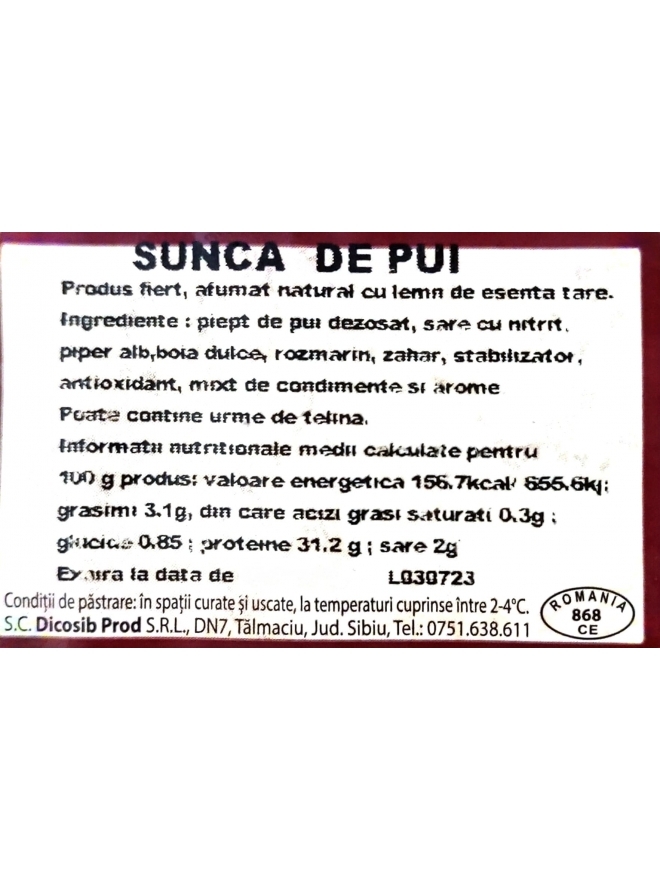 SUNCA DE PUI
Produs fiert, afumat natural cu lemn de esenta tare.
Ingrediente : piept de pui dezosat, sare cu nitrit,
piper alb,boia dulce, rozmarin, zahar, stabilizator,
antioxidant, mixt de condimente si arome
Poate contine urme de telina.
Informatii nutritionale medii calculate pentru
100 g produs: valoare energetica 156.7kcal/ 655.6kj;
grasimi 3.1g, din care acizi grasi saturati 0.3g ;
glucide 0.85 ; proteine 31.2 g ; sare 2g
Expira la data de L030723
Condiții de păstrare: în spații curate și uscate, la temperaturi cuprinse între 2-4°C.
S.C. Dicosib Prod S.R.L., DN7, Tălmaciu, Jud. Sibiu, Tel.: 0751.638.611
ROMANIA
868
CE